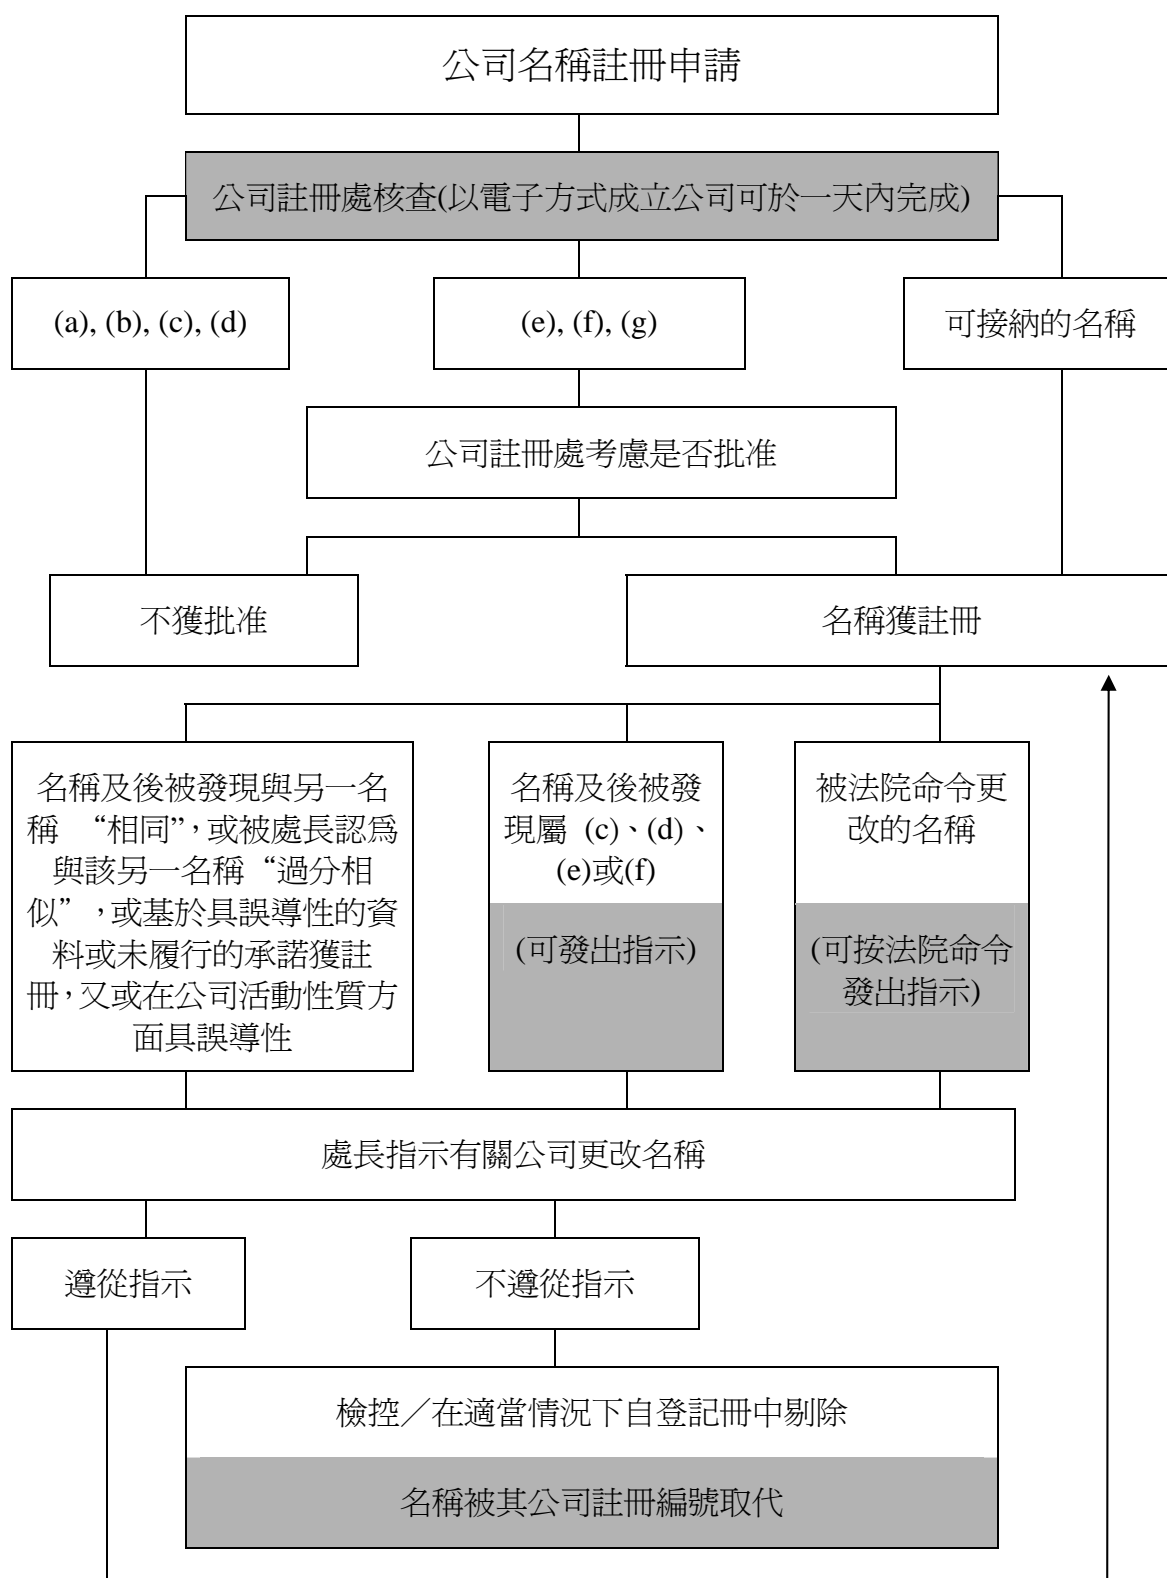 公司名稱註冊申請
公司註冊處核查(以電子方式成立公司可於一天內完成)
(a), (b), (c), (d)
(e), (f), (g)
可接納的名稱
公司註冊處考慮是否批准
不獲批准
名稱獲註冊
名稱及後被發現與另一名
稱 “相同”，或被處長認爲
與該另一名稱“過分相
似”，或基於具誤導性的資
料或未履行的承諾獲註
冊，又或在公司活動性質方
面具誤導性
名稱及後被發
現屬 (c)、(d)、
(e)或(f)
(可發出指示)
被法院命令更
改的名稱
(可按法院命令
發出指示)
處長指示有關公司更改名稱
遵從指示
不遵從指示
檢控／在適當情況下自登記冊中剔除
名稱被其公司註冊編號取代